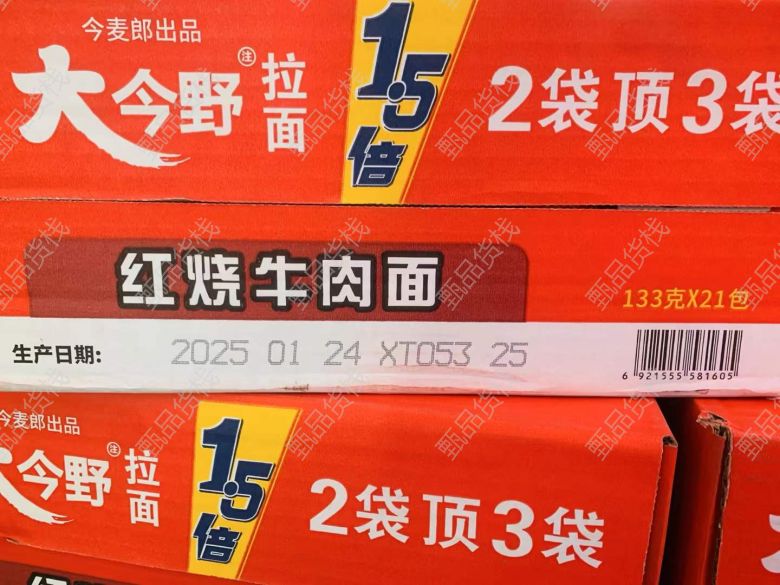 今麦郎出品
大今野 注 拉面
1.5倍
2袋顶3袋
红烧牛肉面
133克X21包
生产日期: 2025 01 24 XT053 25
6 921555 581605
今麦郎出品
大今野 注 拉面
1.5倍
2袋顶3袋
甄品货栈